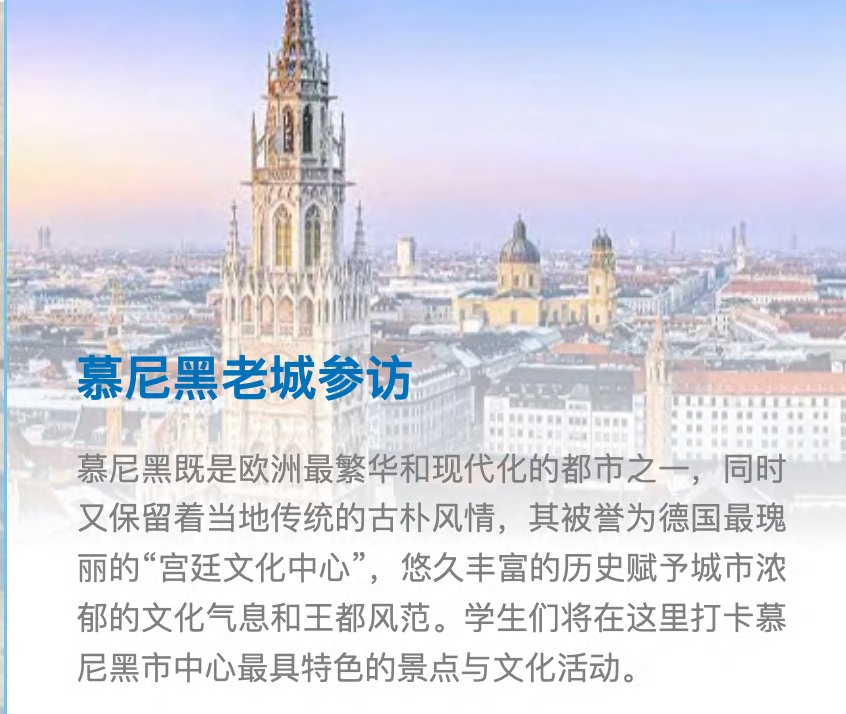 慕尼黑老城参访
慕尼黑既是欧洲最繁华和现代化的都市之一，同时
又保留着当地传统的古朴风情，其被誉为德国最瑰
丽的“宫廷文化中心”，悠久丰富的历史赋予城市浓
郁的文化气息和王都风范。学生们将在这里打卡慕
尼黑市中心最具特色的景点与文化活动。